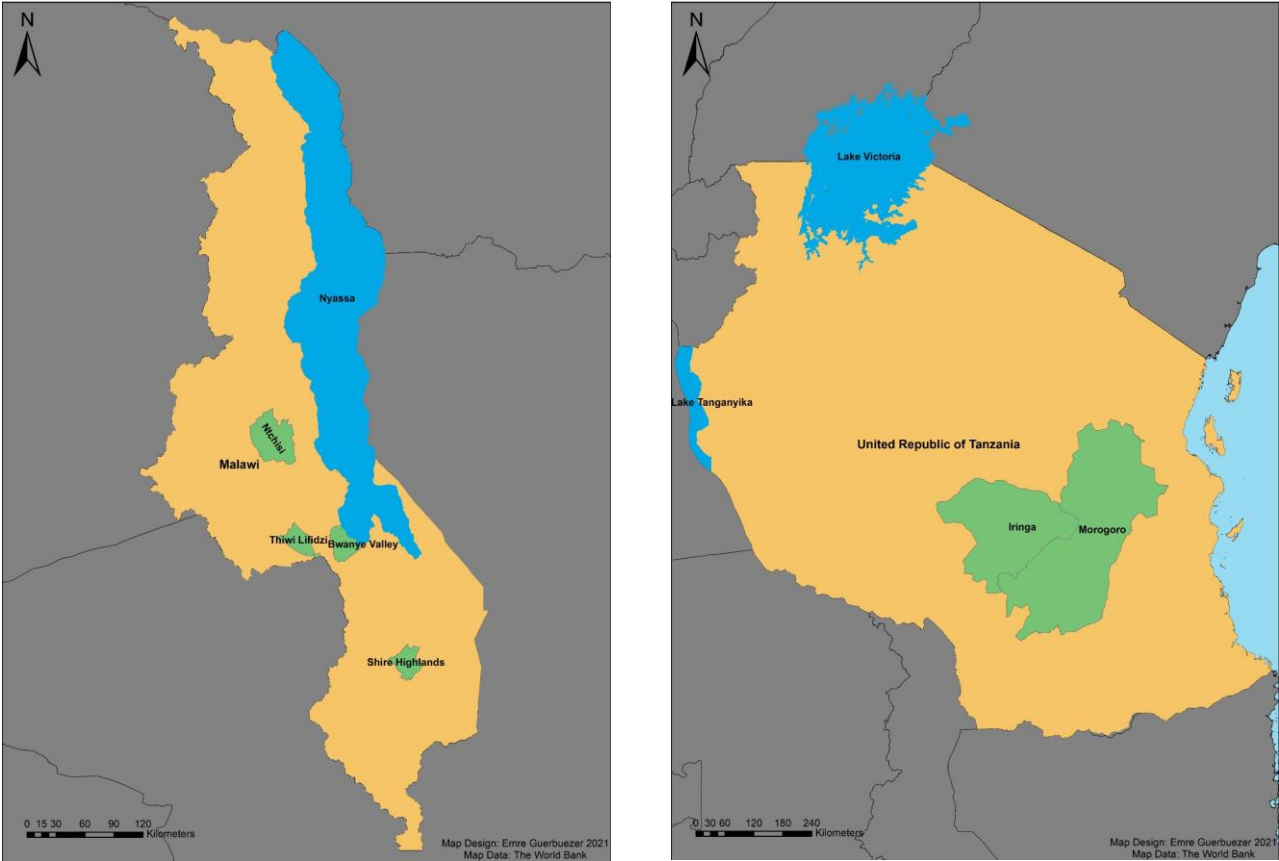 N
Nyassa
Ntchisi
Malawi
Thiwi Lifidzi
Bwanye Valley
Shire Highlands
0 15 30 60 90 120
Kilometers
Map Design: Emre Guerbuezer 2021
Map Data: The World Bank
N
Lake Victoria
Lake Tanganyika
United Republic of Tanzania
Iringa
Morogoro
0 30 60 120 180 240
Kilometers
Map Design: Emre Guerbuezer 2021
Map Data: The World Bank